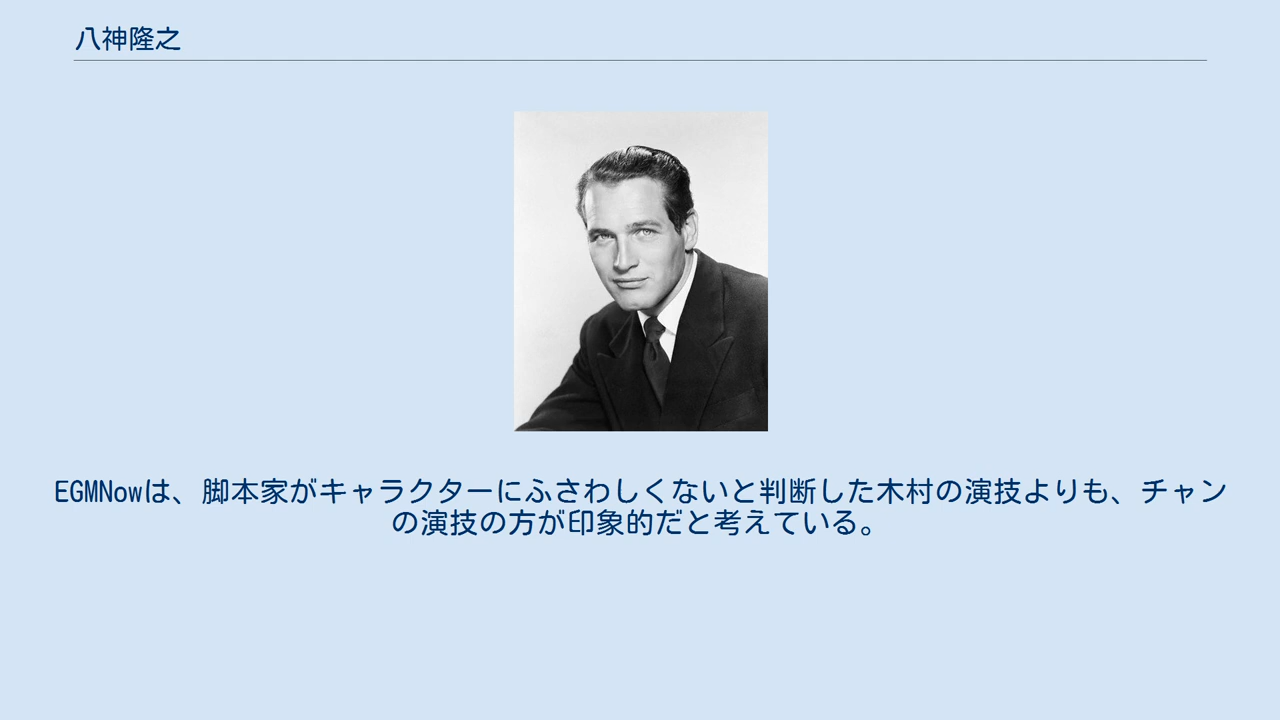 八神隆之
EGMNowは、脚本家がキャラクターにふさわしくないと判断した木村の演技よりも、チャン
の演技の方が印象的だと考えている。